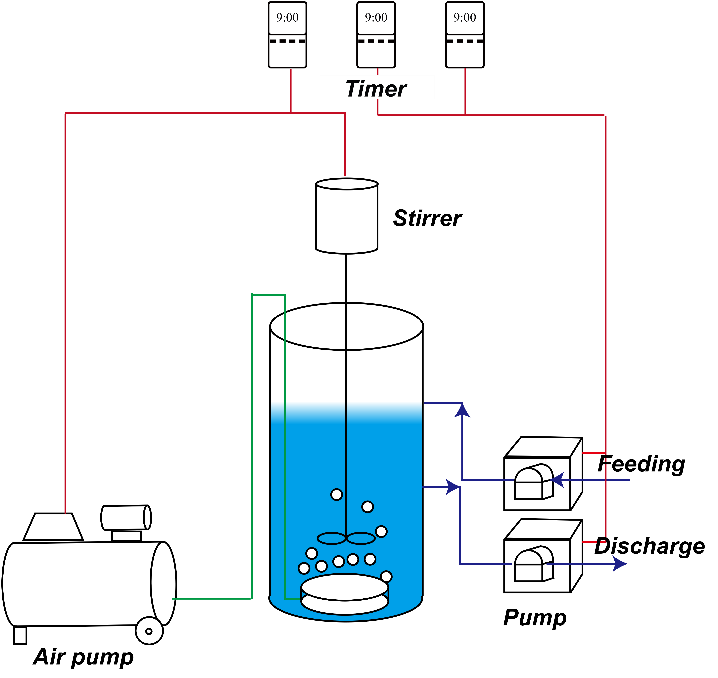 9:00
9:00
9:00
Timer
Stirrer
Feeding
Discharge
Pump
Air pump